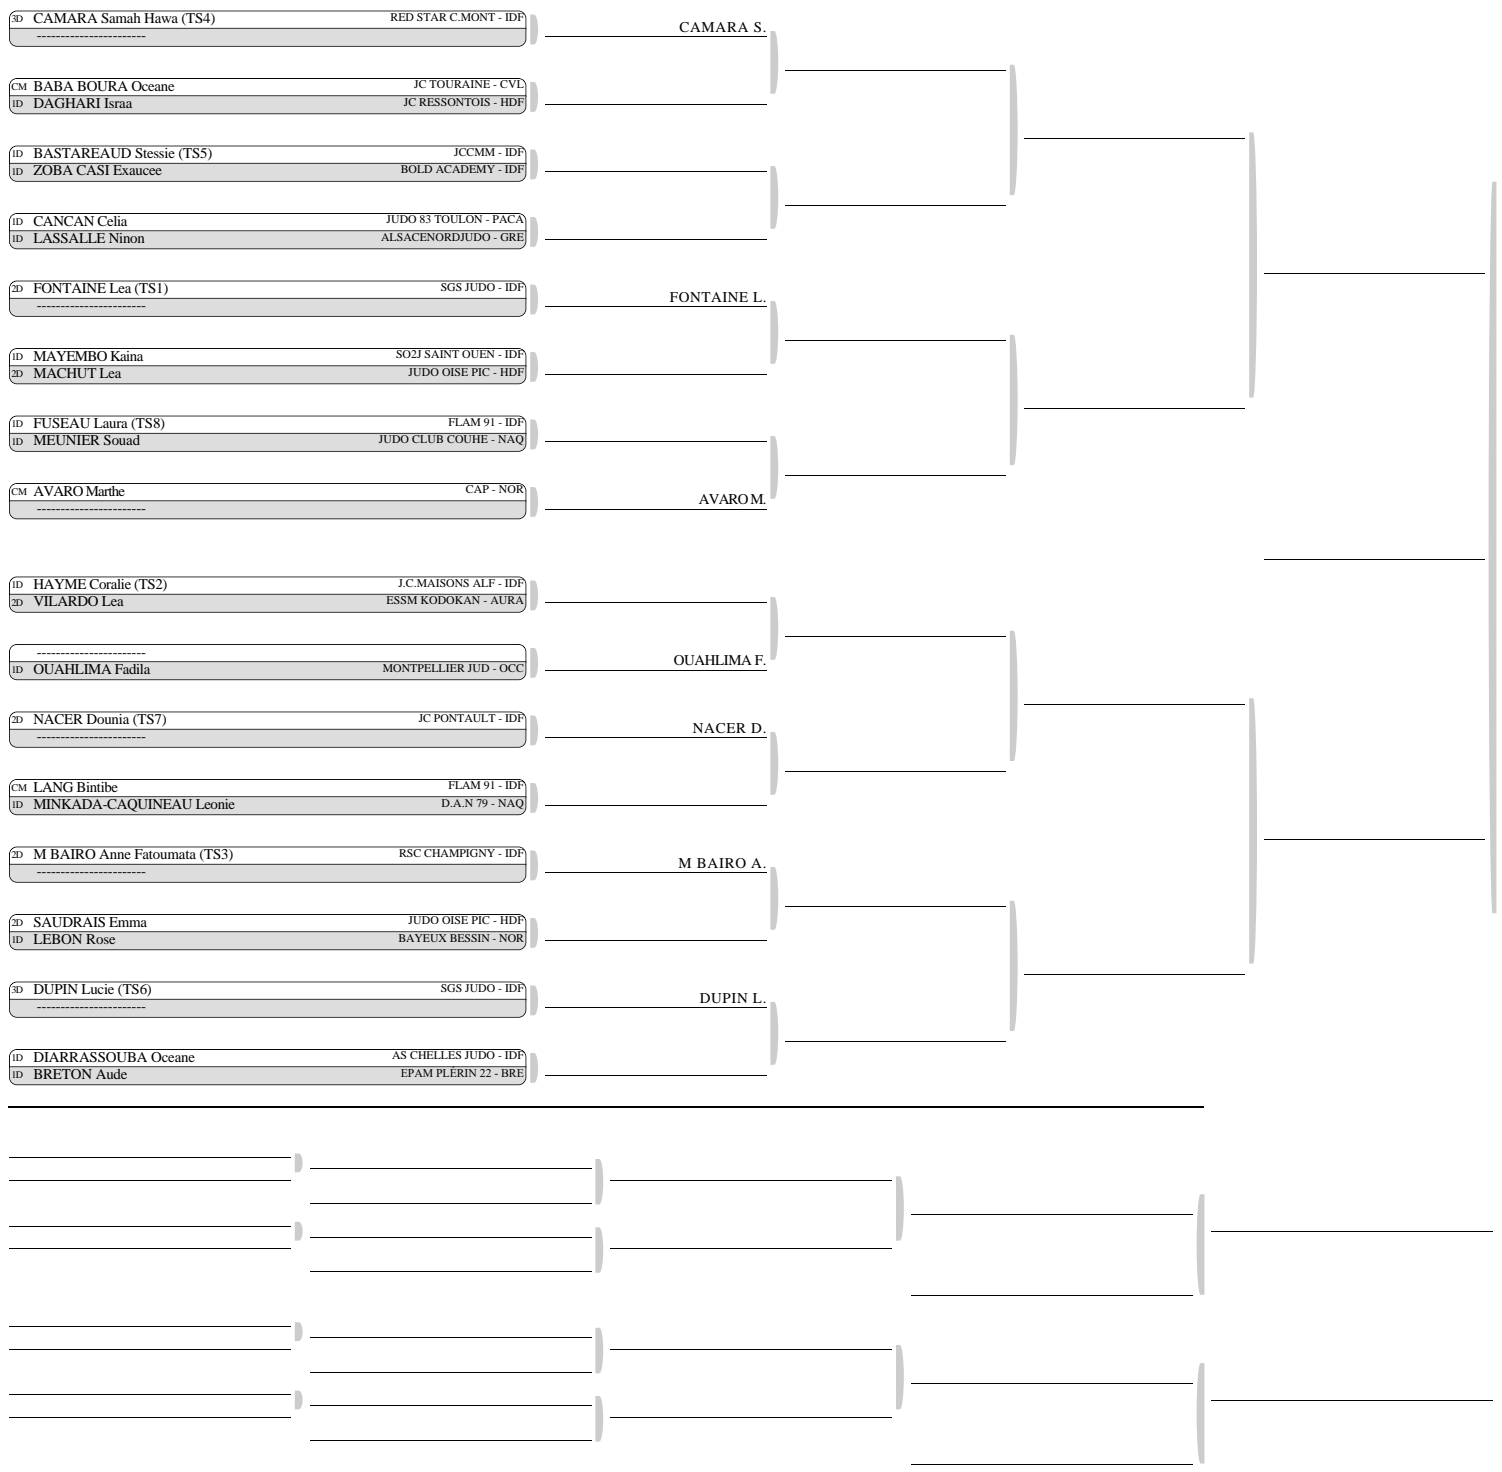 3D CAMARA Samah Hawa (TS4) RED STAR C.MONT - IDF
-----------------------
CAMARA S.
CM BABA BOURA Oceane JC TOURAINE - CVL
1D DAGHARI Israa JC RESSONTOIS - HDF
1D BASTAREAUD Stessie (TS5) JCCMM - IDF
1D ZOBA CASI Exaucee BOLD ACADEMY - IDF
1D CANCAN Celia JUDO 83 TOULON - PACA
1D LASSALLE Ninon ALSACENORDJUDO - GRE
2D FONTAINE Lea (TS1) SGS JUDO - IDF
-----------------------
FONTAINE L.
1D MAYEMBO Kaina SO2J SAINT OUEN - IDF
2D MACHUT Lea JUDO OISE PIC - HDF
1D FUSEAU Laura (TS8) FLAM 91 - IDF
1D MEUNIER Souad JUDO CLUB COUHE - NAQ
CM AVARO Marthe CAP - NOR
-----------------------
AVARO M.
1D HAYME Coralie (TS2) J.C.MAISONS ALF - IDF
2D VILARDO Lea ESSM KODOKAN - AURA
-----------------------
1D OUAHLIMA Fadila MONTPELLIER JUD - OCC
OUAHLIMA F.
2D NACER Dounia (TS7) JC PONTAULT - IDF
-----------------------
NACER D.
CM LANG Bintibe FLAM 91 - IDF
1D MINKADA-CAQUINEAU Leonie D.A.N 79 - NAQ
2D M BAIRO Anne Fatoumata (TS3) RSC CHAMPIGNY - IDF
-----------------------
M BAIRO A.
2D SAUDRAIS Emma JUDO OISE PIC - HDF
1D LEBON Rose BAYEUX BESSIN - NOR
3D DUPIN Lucie (TS6) SGS JUDO - IDF
-----------------------
DUPIN L.
1D DIARRASSOUBA Oceane AS CHELLES JUDO - IDF
1D BRETON Aude EPAM PLÉRIN 22 - BRE